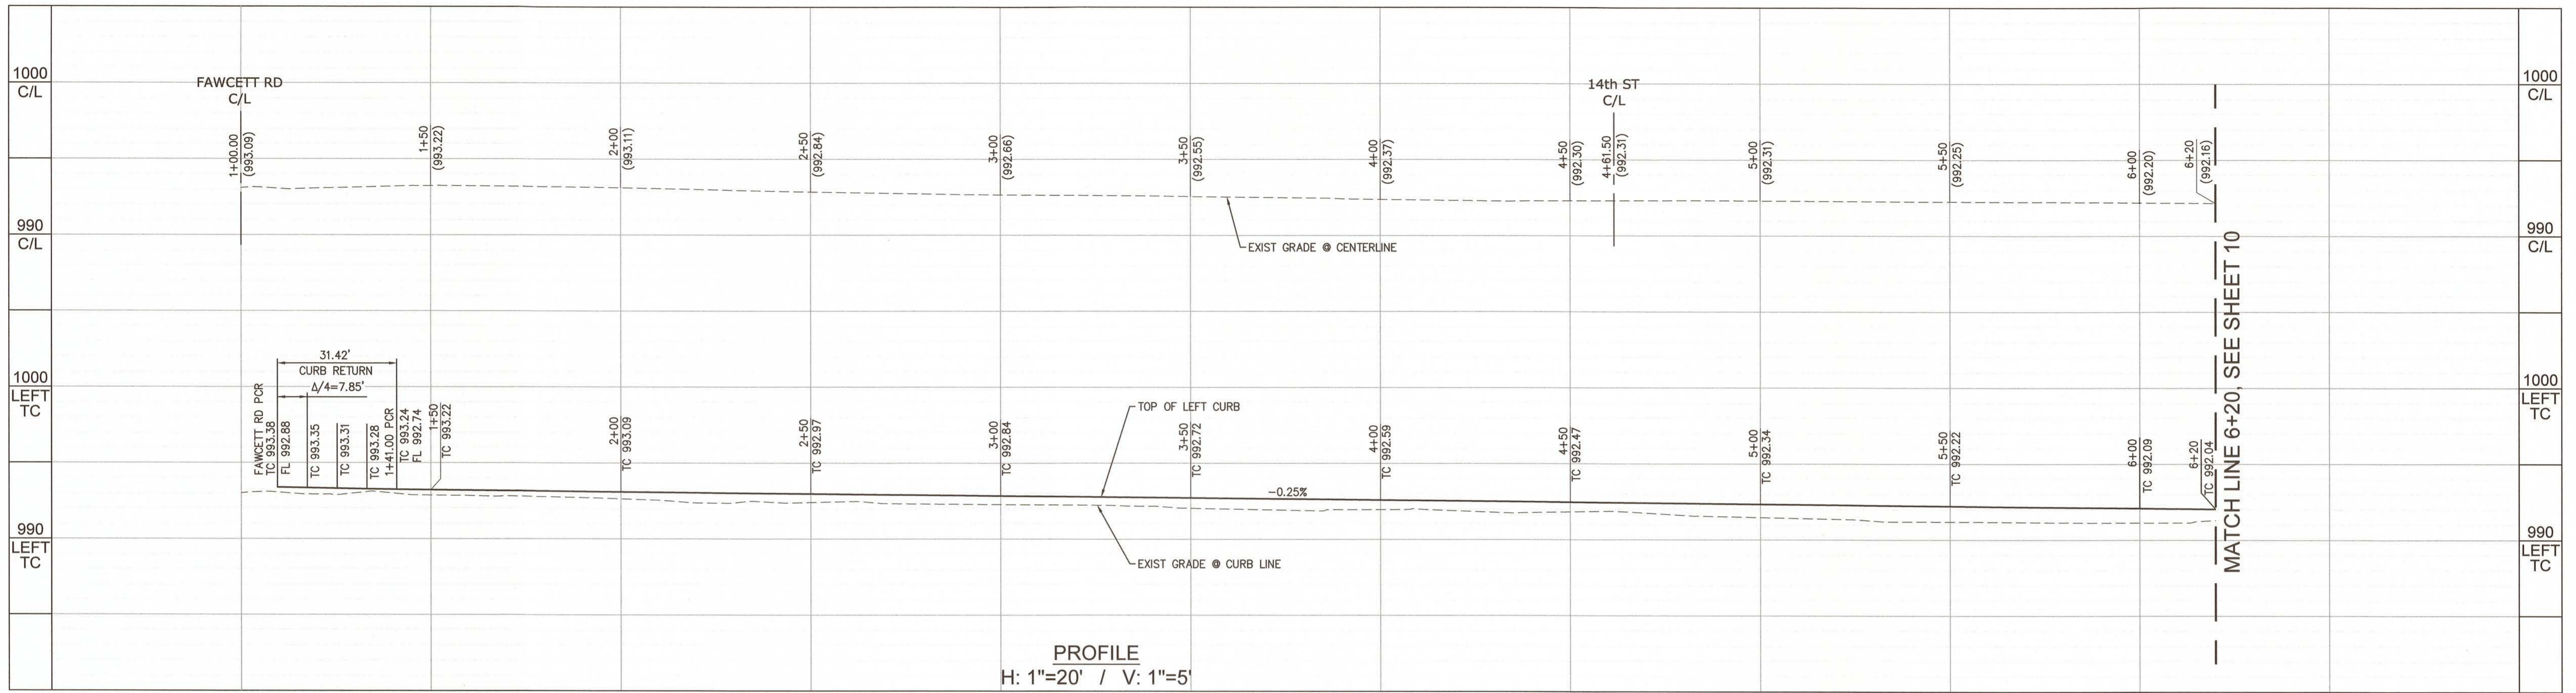 1000
C/L
990
C/L
1000
LEFT
TC
990
LEFT
TC
FAWCETT RD
C/L
1+00.00
(993.09)
1+50
(993.22)
2+00
(993.11)
2+50
(992.84)
3+00
(992.66)
3+50
(992.55)
4+00
(992.37)
4+50
(992.30)
14th ST
C/L
4+61.50
(992.31)
5+00
(992.31)
5+50
(992.25)
6+00
(992.20)
6+20
(992.16)
EXIST GRADE @ CENTERLINE
31.42'
CURB RETURN
Δ/4=7.85'
FAWCETT RD PCR
TC 993.38
FL 992.88
TC 993.35
TC 993.31
TC 993.28
1+41.00 PCR
TC 993.24
FL 992.74
1+50
TC 993.22
2+00
TC 993.09
2+50
TC 992.97
3+00
TC 992.84
TOP OF LEFT CURB
3+50
TC 992.72
-0.25%
4+00
TC 992.59
4+50
TC 992.47
5+00
TC 992.34
5+50
TC 992.22
6+00
TC 992.09
6+20
TC 992.04
EXIST GRADE @ CURB LINE
MATCH LINE 6+20, SEE SHEET 10
1000
C/L
990
C/L
1000
LEFT
TC
990
LEFT
TC
PROFILE
H: 1"=20' / V: 1"=5'